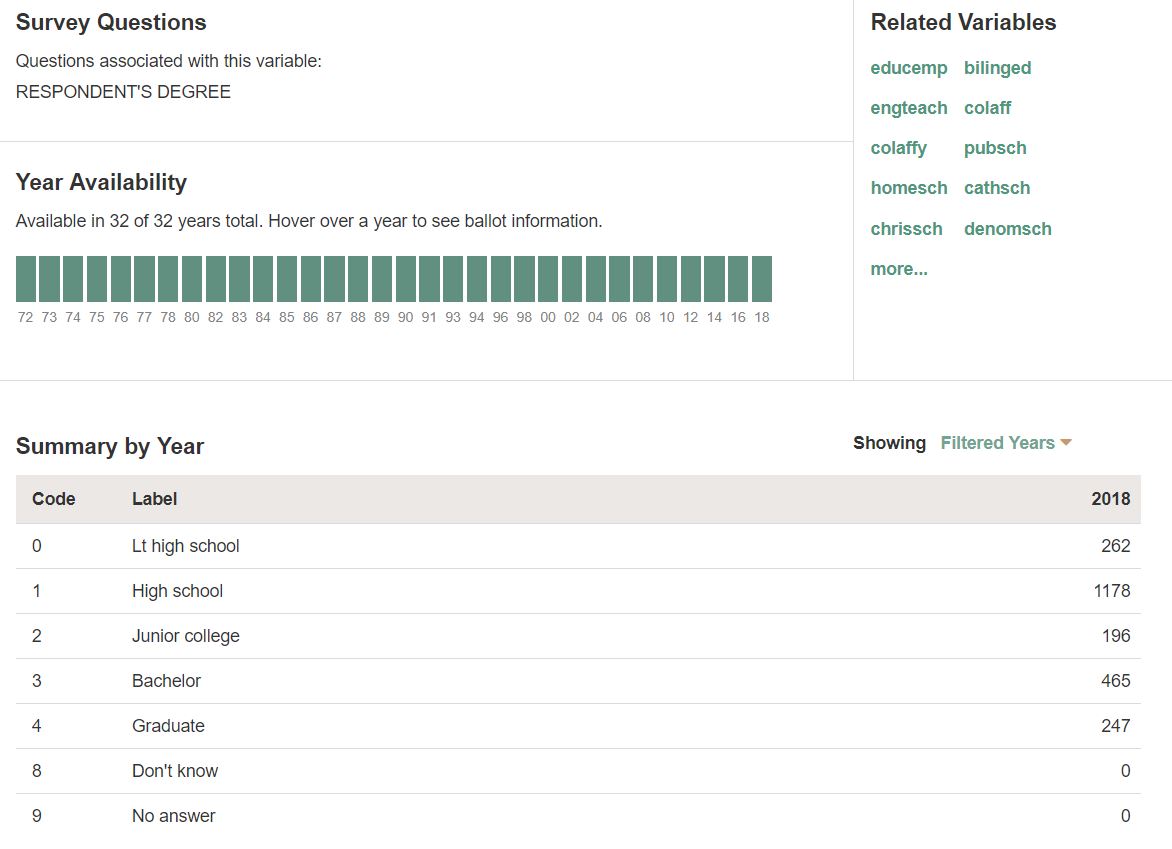 Survey Questions
Questions associated with this variable:
RESPONDENT'S DEGREE
Related Variables
educemp bilinged
engteach colaff
colaffy pubsch
homesch cathsch
chrissch denomsch
more...
Year Availability
Available in 32 of 32 years total. Hover over a year to see ballot information.
72 73 74 75 76 77 78 80 82 83 84 85 86 87 88 89 90 91 93 94 96 98 00 02 04 06 08 10 12 14 16 18
Summary by Year
Showing Filtered Years
Code Label 2018
0 Lt high school 262
1 High school 1178
2 Junior college 196
3 Bachelor 465
4 Graduate 247
8 Don't know 0
9 No answer 0